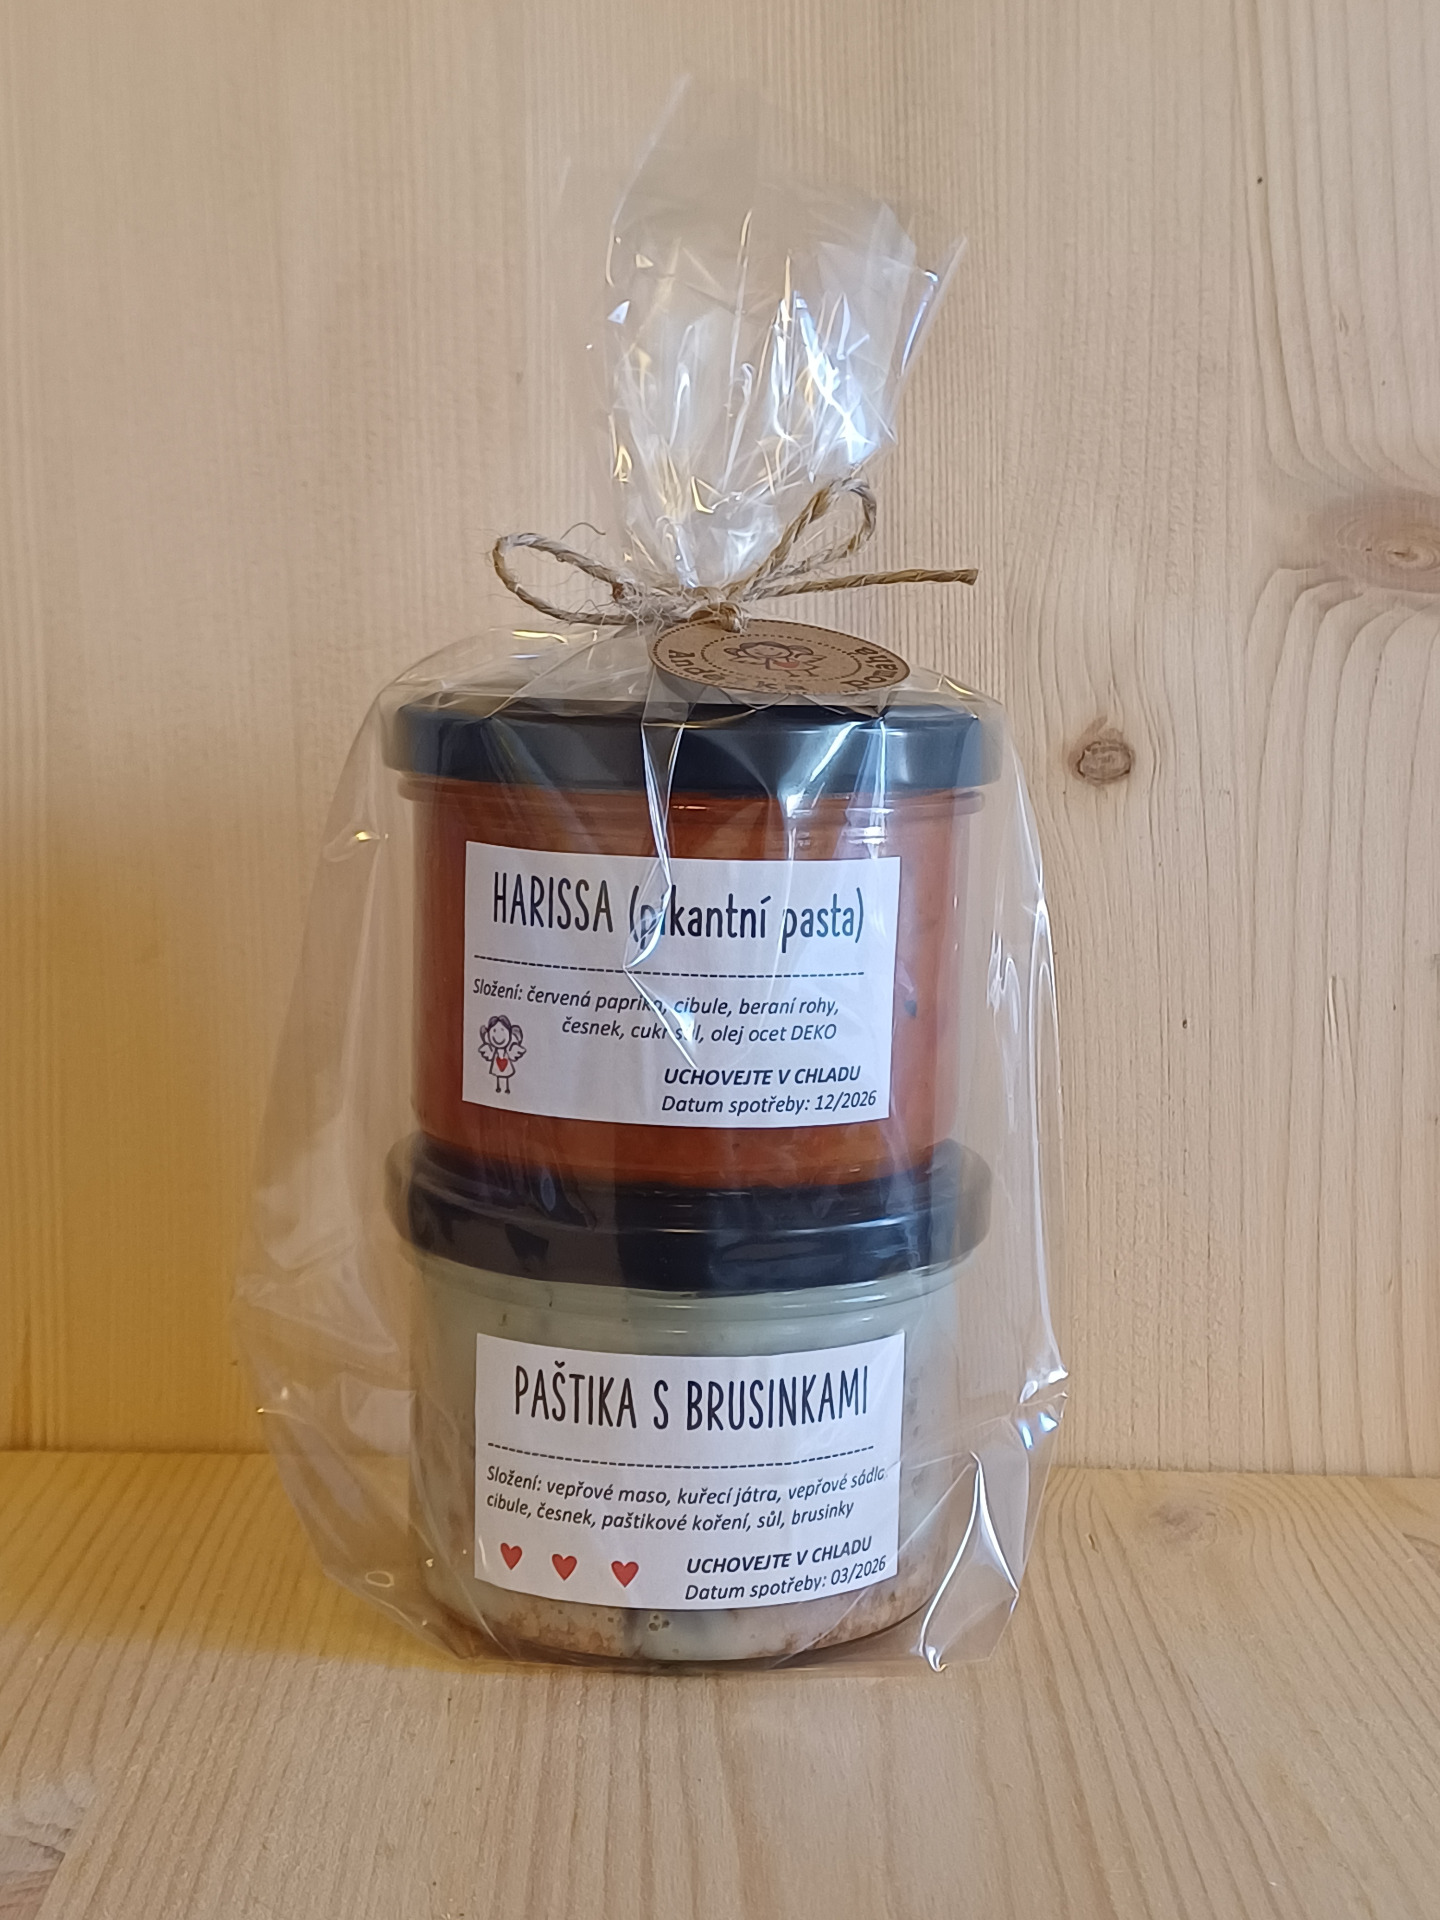 HARISSA (pikantní pasta)
Složení: červená paprika, cibule, beraní rohy,
česnek, cukr sůl, olej ocet DEKO
UCHOVEJTE V CHLADU
Datum spotřeby: 12/2026
PAŠTIKA S BRUSINKAMI
Složení: vepřové maso, kuřecí játra, vepřové sádlo
cibule, česnek, paštikové koření, sůl, brusinky
UCHOVEJTE V CHLADU
Datum spotřeby: 03/2026